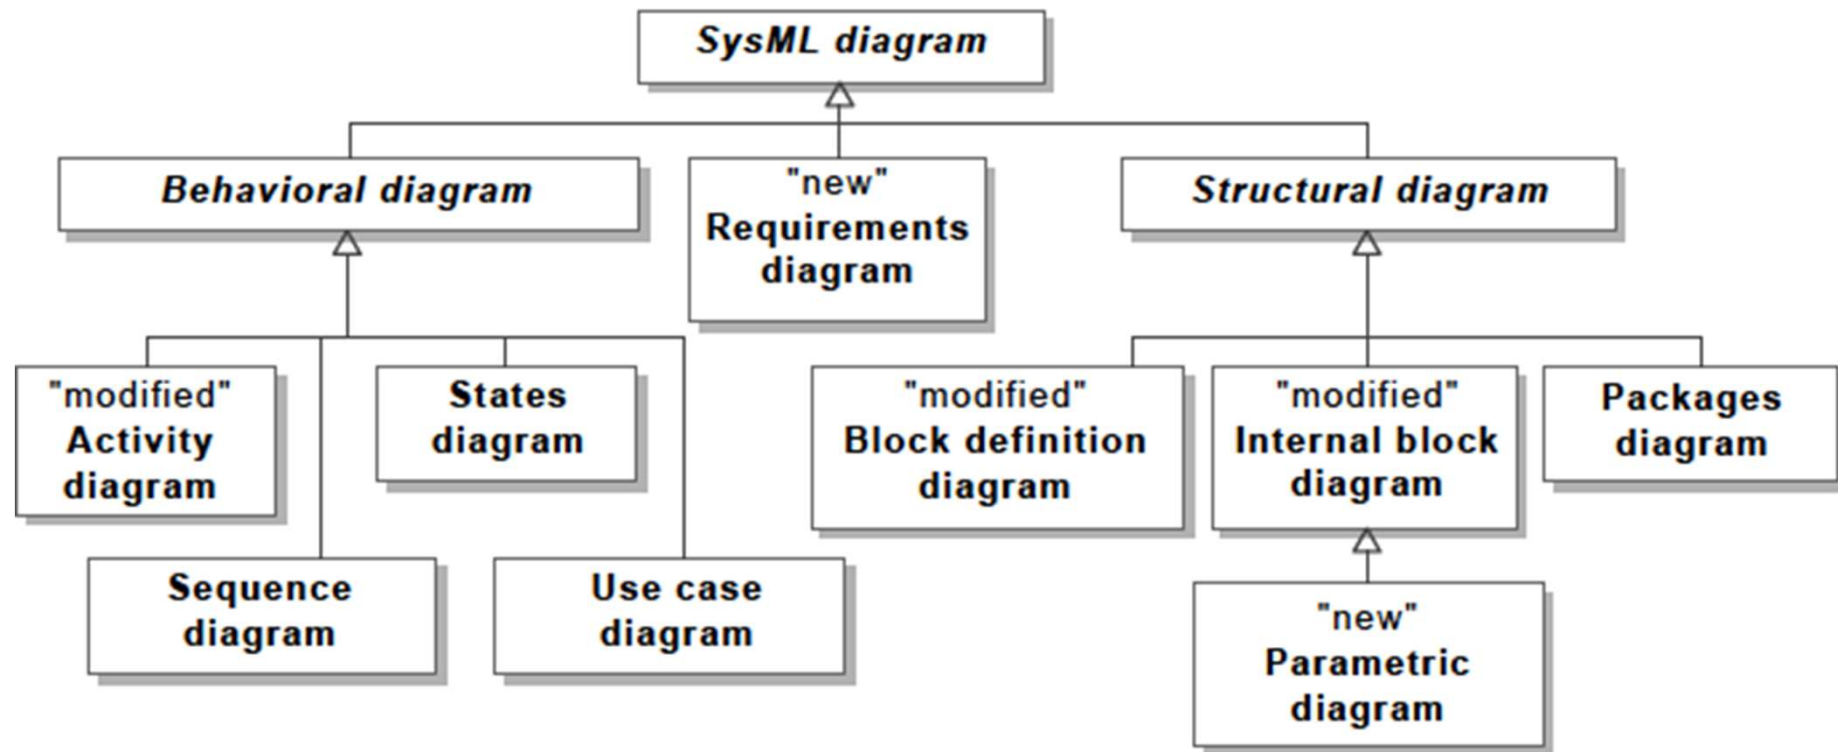 SysML diagram
Behavioral diagram
"new"
Requirements
diagram
Structural diagram
"modified"
Activity
diagram
States
diagram
"modified"
Block definition
diagram
"modified"
Internal block
diagram
Packages
diagram
Sequence
diagram
Use case
diagram
"new"
Parametric
diagram